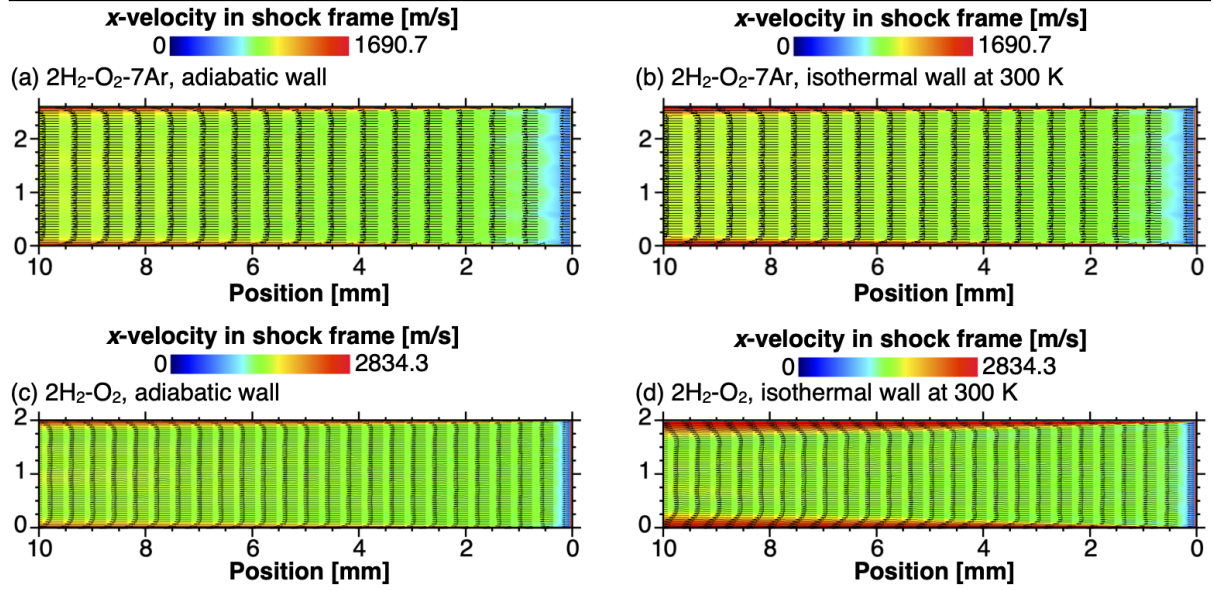 x-velocity in shock frame [m/s]
0 1690.7
(a) 2H₂-O₂-7Ar, adiabatic wall
2
1
0
10 8 6 4 2 0
Position [mm]
x-velocity in shock frame [m/s]
0 1690.7
(b) 2H₂-O₂-7Ar, isothermal wall at 300 K
2
1
0
10 8 6 4 2 0
Position [mm]
x-velocity in shock frame [m/s]
0 2834.3
(c) 2H₂-O₂, adiabatic wall
2
1
0
10 8 6 4 2 0
Position [mm]
x-velocity in shock frame [m/s]
0 2834.3
(d) 2H₂-O₂, isothermal wall at 300 K
2
1
0
10 8 6 4 2 0
Position [mm]